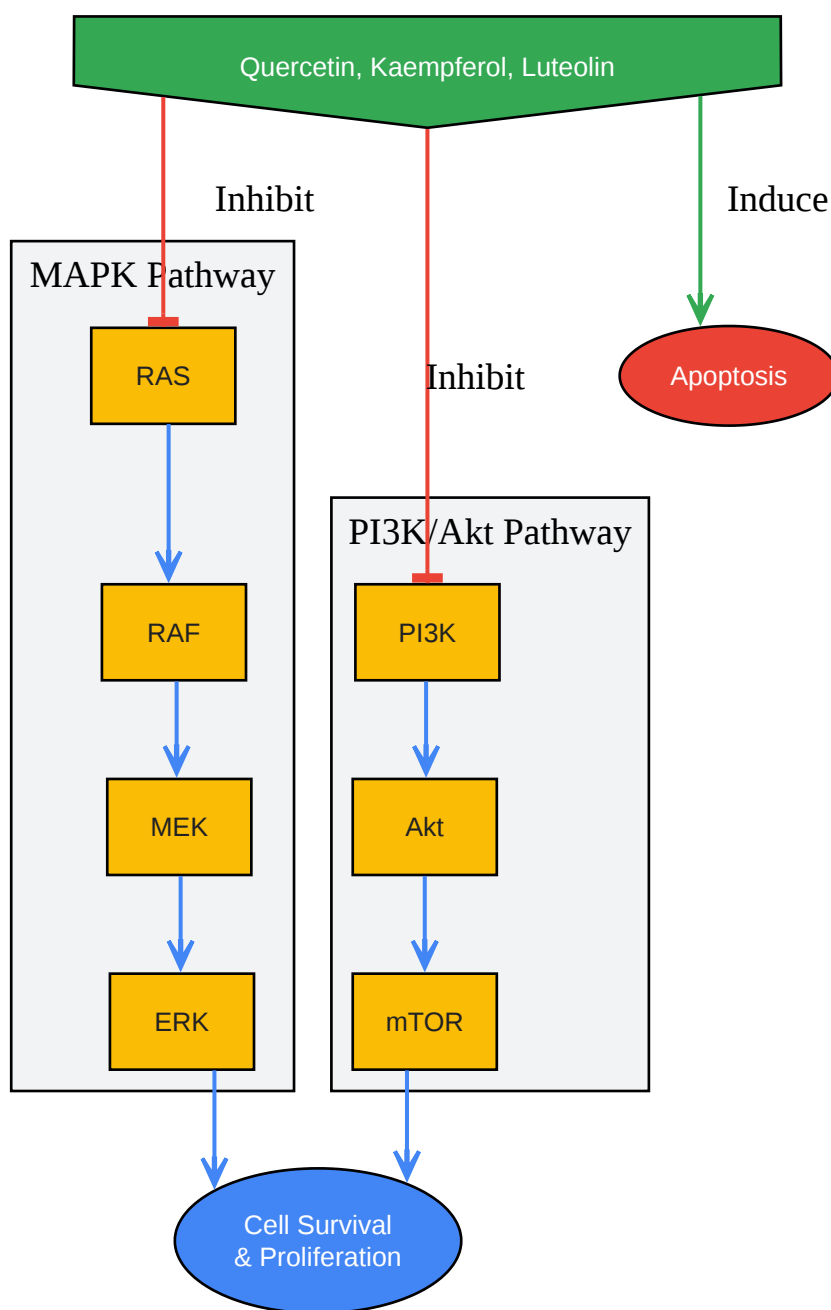 Quercetin, Kaempferol, Luteolin
Inhibit
Induce
MAPK Pathway
RAS
Inhibit
Apoptosis
PI3K/Akt Pathway
RAF
PI3K
MEK
Akt
ERK
mTOR
Cell Survival
& Proliferation